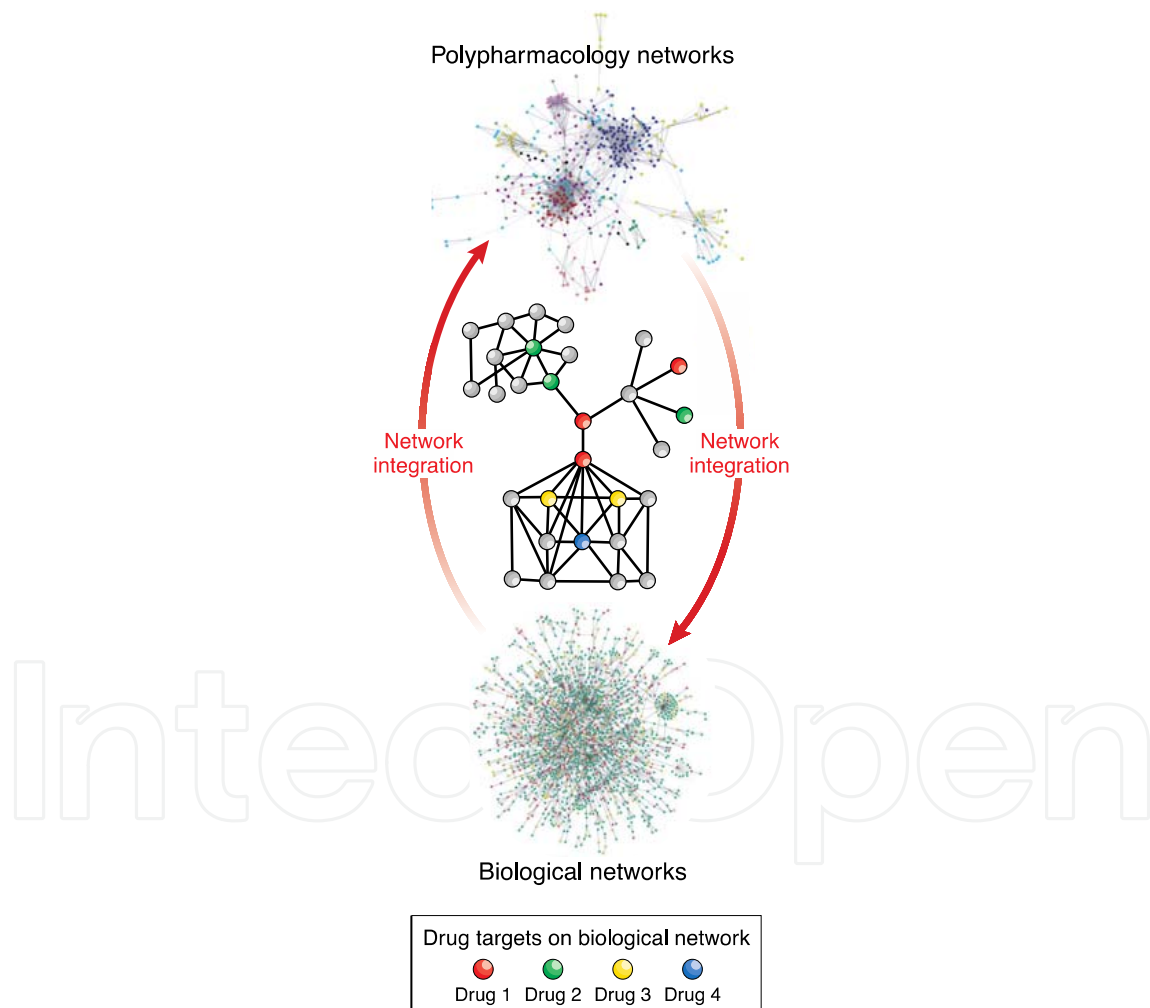 Polypharmacology networks
Network
integration
Network
integration
IntechOpen
Biological networks
Drug targets on biological network
Drug 1 Drug 2 Drug 3 Drug 4